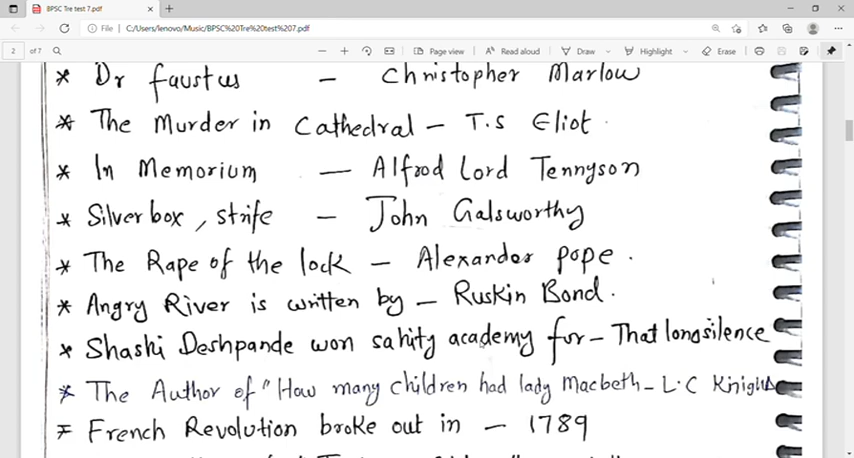 BPSC Tre test 7.pdf
File | C:/Users/lenovo/Music/BPSC%20Tre%20test%207.pdf
2 of 7 Page view Read aloud Draw Highlight Erase
* Dr faustus - Christopher Marlow
* The Murder in Cathedral - T.S Eliot.
* In Memorium - Alfrod Lord Tennyson
* Silver box, strife - John Galsworthy
* The Rape of the lock - Alexander pope.
* Angry River is written by - Ruskin Bond.
* Shashi Deshpande won sahity academy for - That long silence
* The Author of "How many children had lady Macbeth - L.C Knights
* French Revolution broke out in - 1789